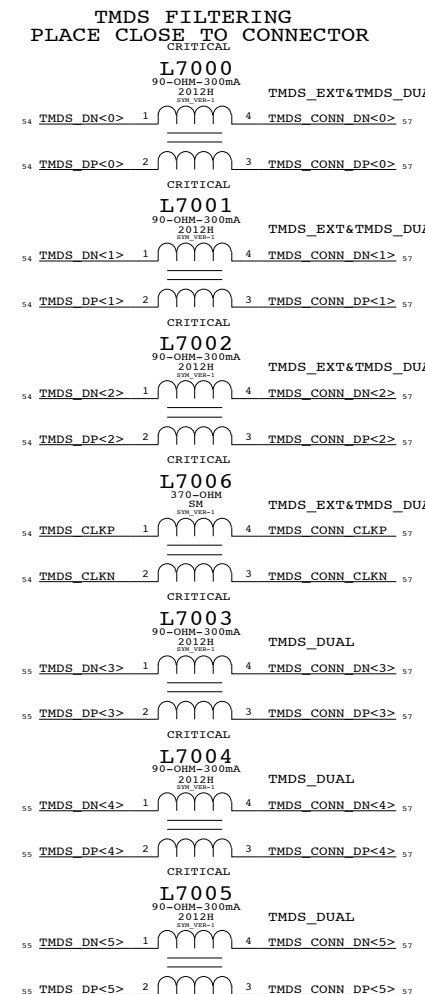 TMDS FILTERING
PLACE CLOSE TO CONNECTOR
CRITICAL
L7000
90-OHM-300mA
2012H
SYM_VER-1
TMDS_EXT&TMDS_DUA
54 TMDS_DN<0> 1 4 TMDS_CONN_DN<0> 57
54 TMDS_DP<0> 2 3 TMDS_CONN_DP<0> 57
CRITICAL
L7001
90-OHM-300mA
2012H
SYM_VER-1
TMDS_EXT&TMDS_DUA
54 TMDS_DN<1> 1 4 TMDS_CONN_DN<1> 57
54 TMDS_DP<1> 2 3 TMDS_CONN_DP<1> 57
CRITICAL
L7002
90-OHM-300mA
2012H
SYM_VER-1
TMDS_EXT&TMDS_DUA
54 TMDS_DN<2> 1 4 TMDS_CONN_DN<2> 57
54 TMDS_DP<2> 2 3 TMDS_CONN_DP<2> 57
CRITICAL
L7006
370-OHM
SM
SYM_VER-1
TMDS_EXT&TMDS_DUA
54 TMDS_CLKP 1 4 TMDS_CONN_CLKP 57
54 TMDS_CLKN 2 3 TMDS_CONN_CLKN 57
CRITICAL
L7003
90-OHM-300mA
2012H
SYM_VER-1
TMDS_DUAL
55 TMDS_DN<3> 1 4 TMDS_CONN_DN<3> 57
55 TMDS_DP<3> 2 3 TMDS_CONN_DP<3> 57
CRITICAL
L7004
90-OHM-300mA
2012H
SYM_VER-1
TMDS_DUAL
55 TMDS_DN<4> 1 4 TMDS_CONN_DN<4> 57
55 TMDS_DP<4> 2 3 TMDS_CONN_DP<4> 57
CRITICAL
L7005
90-OHM-300mA
2012H
SYM_VER-1
TMDS_DUAL
55 TMDS_DN<5> 1 4 TMDS_CONN_DN<5> 57
55 TMDS_DP<5> 2 3 TMDS_CONN_DP<5> 57